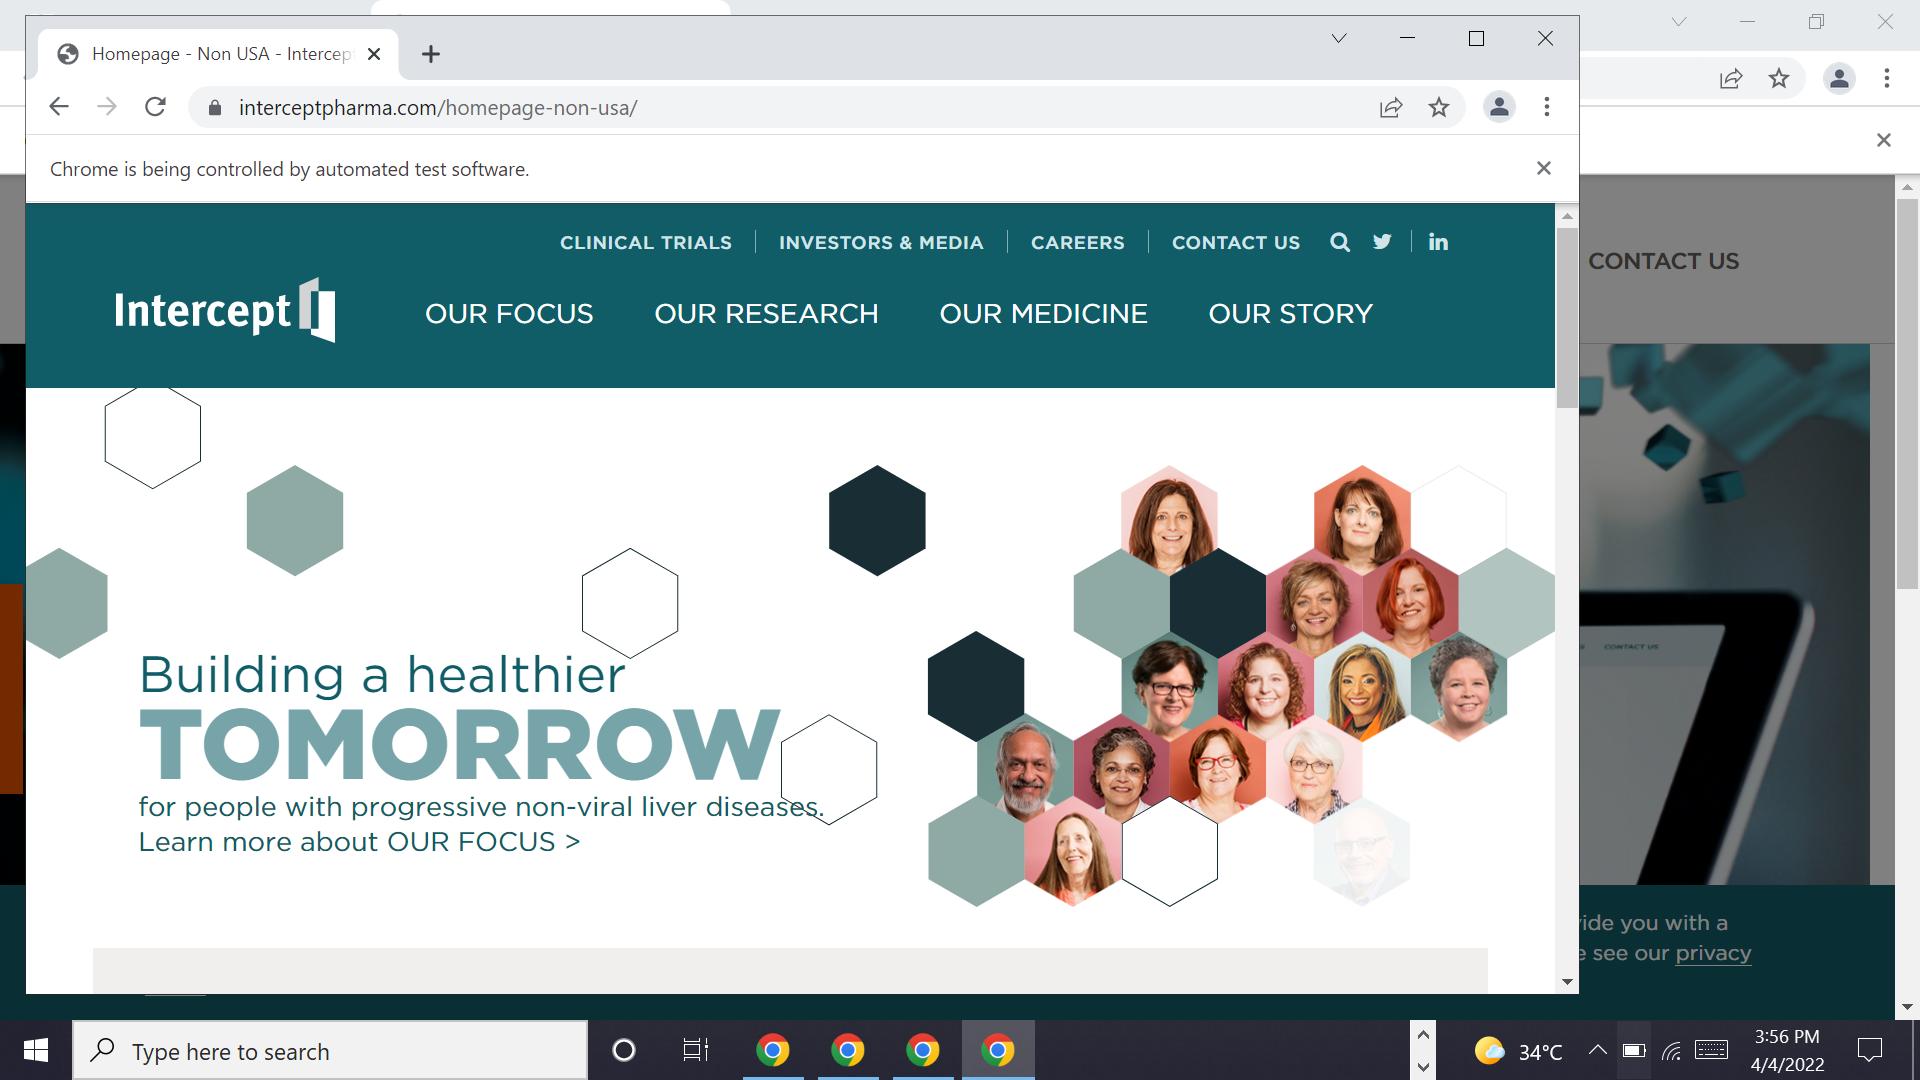 Homepage - Non USA - Intercep
interceptpharma.com/homepage-non-usa/
Chrome is being controlled by automated test software.
CLINICAL TRIALS
INVESTORS & MEDIA
CAREERS
CONTACT US
in
CONTACT US
Intercept
OUR FOCUS
OUR RESEARCH
OUR MEDICINE
OUR STORY
CONTACT US
Building a healthier
TOMORROW
for people with progressive non-viral liver diseases.
Learn more about OUR FOCUS >
ide you with a
see our privacy
Type here to search
34°C
3:56 PM
4/4/2022